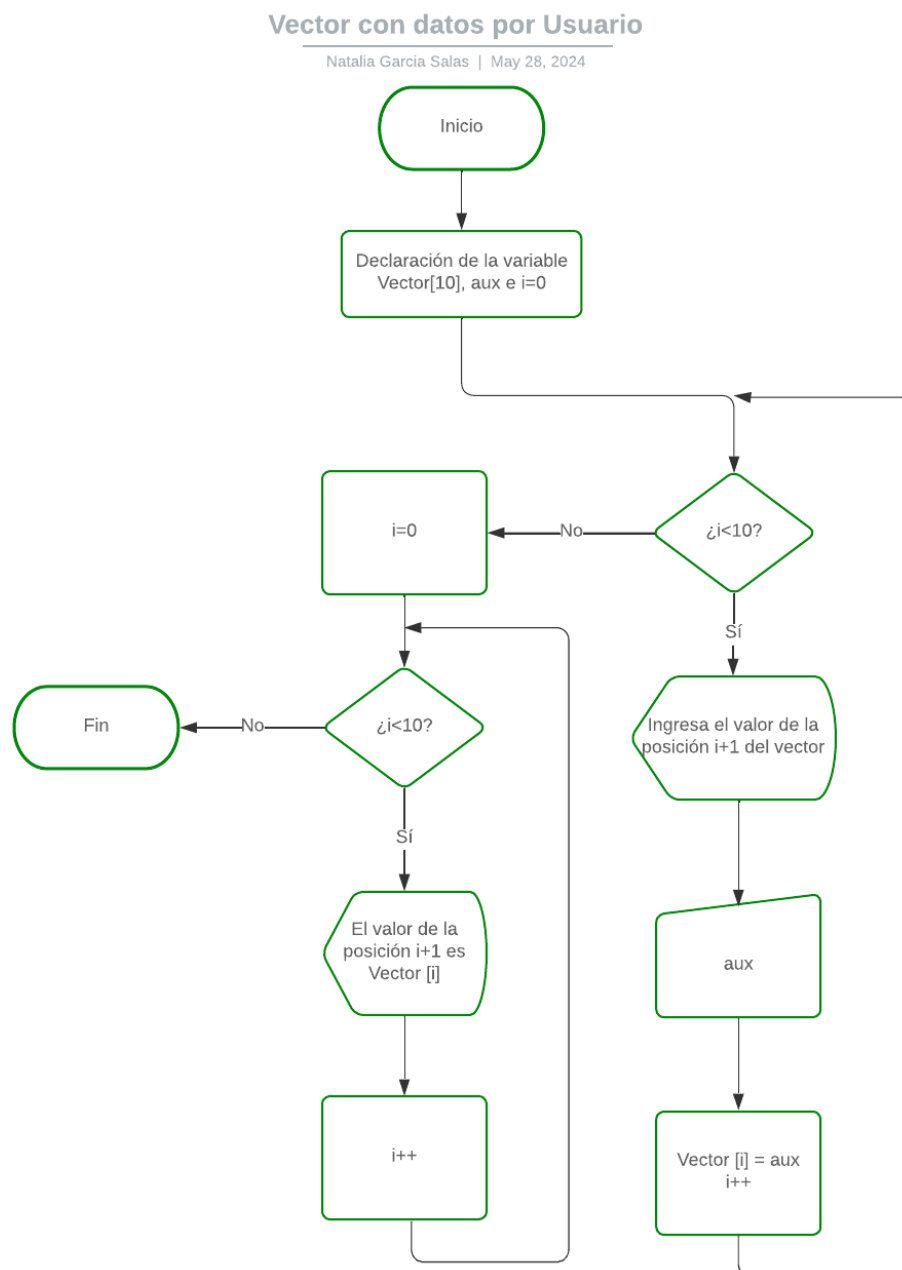 Vector con datos por Usuario
Natalia Garcia Salas | May 28, 2024
Inicio
Declaración de la variable
Vector[10], aux e i=0
i=0
No
¿i<10?
Sí
Fin
No
¿i<10?
Ingresa el valor de la
posición i+1 del vector
Sí
El valor de la
posición i+1 es
Vector [i]
aux
i++
Vector [i] = aux
i++